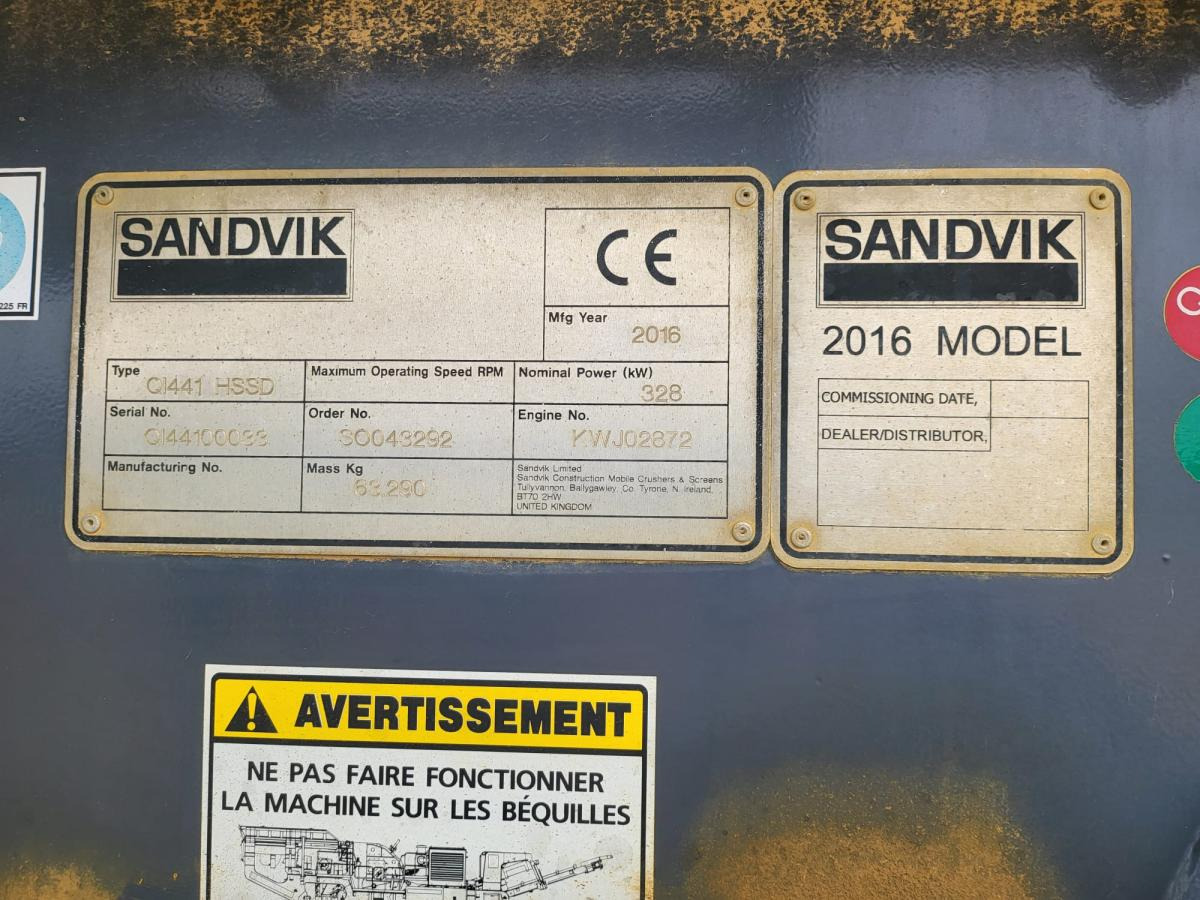 225 FR
SANDVIK
CE
Mfg Year
2016
Type
QI441 HSSD
Maximum Operating Speed RPM
Nominal Power (kW)
328
Serial No.
QI44100033
Order No.
SO043292
Engine No.
KWJ02872
Manufacturing No.
Mass Kg
63.290
Sandvik Limited
Sandvik Construction Mobile Crushers & Screens
Tullyvannon, Ballygawley, Co. Tyrone, N. Ireland,
BT70 2HW
UNITED KINGDOM
SANDVIK
2016 MODEL
COMMISSIONING DATE,
DEALER/DISTRIBUTOR,
AVERTISSEMENT
NE PAS FAIRE FONCTIONNER
LA MACHINE SUR LES BÉQUILLES